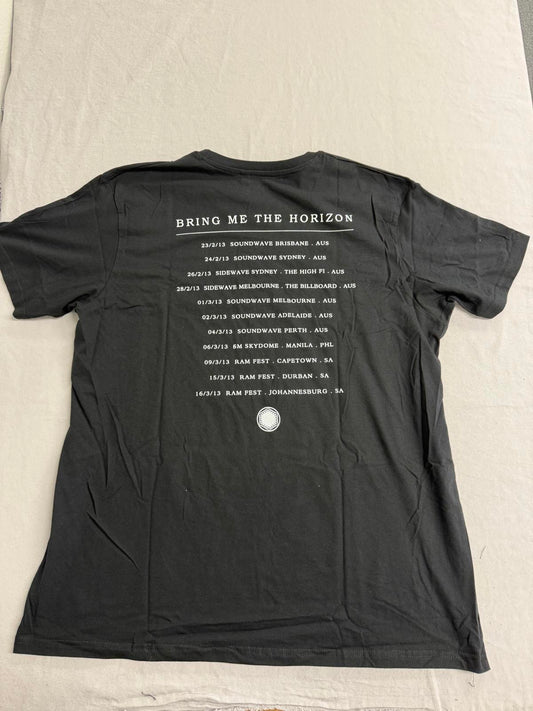 BRING ME THE HORIZON
23/2/13 SOUNDWAVE BRISBANE . AUS
24/2/13 SOUNDWAVE SYDNEY . AUS
26/2/13 SIDEWAVE SYDNEY . THE HIGH FI . AUS
28/2/13 SIDEWAVE MELBOURNE . THE BILLBOARD . AUS
01/3/13 SOUNDWAVE MELBOURNE . AUS
02/3/13 SOUNDWAVE ADELAIDE . AUS
04/3/13 SOUNDWAVE PERTH . AUS
06/3/13 SM SKYDOME . MANILA . PHL
09/3/13 RAM FEST . CAPETOWN . SA
15/3/13 RAM FEST . DURBAN . SA
16/3/13 RAM FEST . JOHANNESBURG . SA